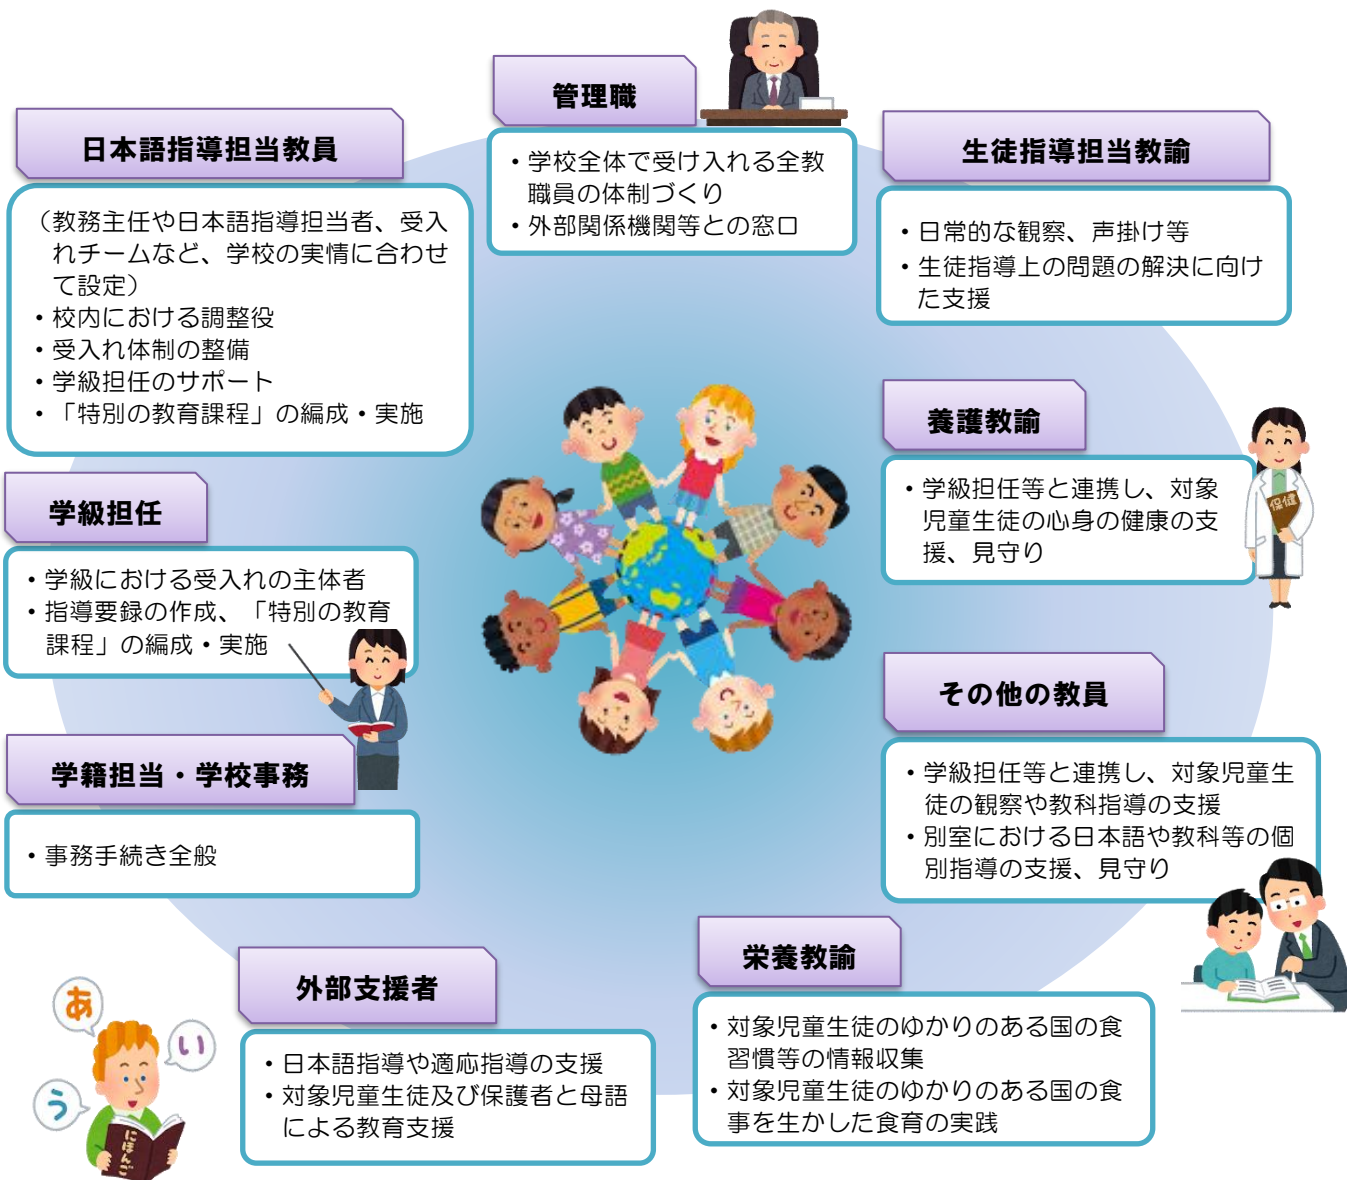 管理職
・学校全体で受け入れる全教
職員の体制づくり
・外部関係機関等との窓口
日本語指導担当教員
（教務主任や日本語指導担当者、受入
れチームなど、学校の実情に合わせ
て設定）
・校内における調整役
・受入れ体制の整備
・学級担任のサポート
・「特別の教育課程」の編成・実施
生徒指導担当教諭
・日常的な観察、声掛け等
・生徒指導上の問題の解決に向け
た支援
養護教諭
・学級担任等と連携し、対象
児童生徒の心身の健康の支
援、見守り
保健
学級担任
・学級における受入れの主体者
・指導要録の作成、「特別の教育
課程」の編成・実施
その他の教員
・学級担任等と連携し、対象児童生
徒の観察や教科指導の支援
・別室における日本語や教科等の個
別指導の支援、見守り
学籍担当・学校事務
・事務手続き全般
外部支援者
・日本語指導や適応指導の支援
・対象児童生徒及び保護者と母語
による教育支援
あ
い
う
にほんご
栄養教諭
・対象児童生徒のゆかりのある国の食
習慣等の情報収集
・対象児童生徒のゆかりのある国の食
事を生かした食育の実践